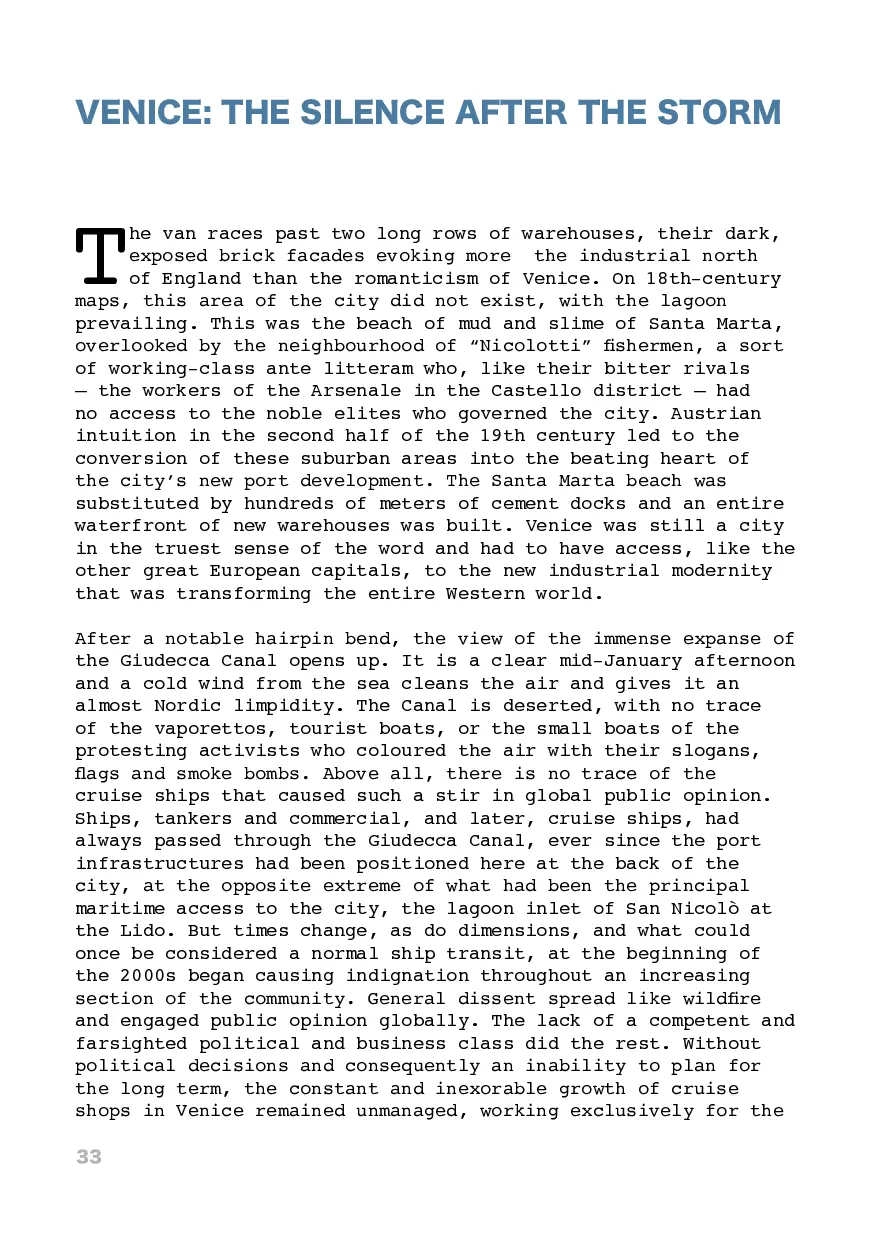 VENICE: THE SILENCE AFTER THE STORM
The van races past two long rows of warehouses, their dark,
exposed brick facades evoking more  the industrial north
of England than the romanticism of Venice. On 18th-century
maps, this area of the city did not exist, with the lagoon
prevailing. This was the beach of mud and slime of Santa Marta,
overlooked by the neighbourhood of “Nicolotti” fishermen, a sort
of working-class ante litteram who, like their bitter rivals
— the workers of the Arsenale in the Castello district — had
no access to the noble elites who governed the city. Austrian
intuition in the second half of the 19th century led to the
conversion of these suburban areas into the beating heart of
the city’s new port development. The Santa Marta beach was
substituted by hundreds of meters of cement docks and an entire
waterfront of new warehouses was built. Venice was still a city
in the truest sense of the word and had to have access, like the
other great European capitals, to the new industrial modernity
that was transforming the entire Western world.
After a notable hairpin bend, the view of the immense expanse of
the Giudecca Canal opens up. It is a clear mid-January afternoon
and a cold wind from the sea cleans the air and gives it an
almost Nordic limpidity. The Canal is deserted, with no trace
of the vaporettos, tourist boats, or the small boats of the
protesting activists who coloured the air with their slogans,
flags and smoke bombs. Above all, there is no trace of the
cruise ships that caused such a stir in global public opinion.
Ships, tankers and commercial, and later, cruise ships, had
always passed through the Giudecca Canal, ever since the port
infrastructures had been positioned here at the back of the
city, at the opposite extreme of what had been the principal
maritime access to the city, the lagoon inlet of San Nicolò at
the Lido. But times change, as do dimensions, and what could
once be considered a normal ship transit, at the beginning of
the 2000s began causing indignation throughout an increasing
section of the community. General dissent spread like wildfire
and engaged public opinion globally. The lack of a competent and
farsighted political and business class did the rest. Without
political decisions and consequently an inability to plan for
the long term, the constant and inexorable growth of cruise
shops in Venice remained unmanaged, working exclusively for the
33